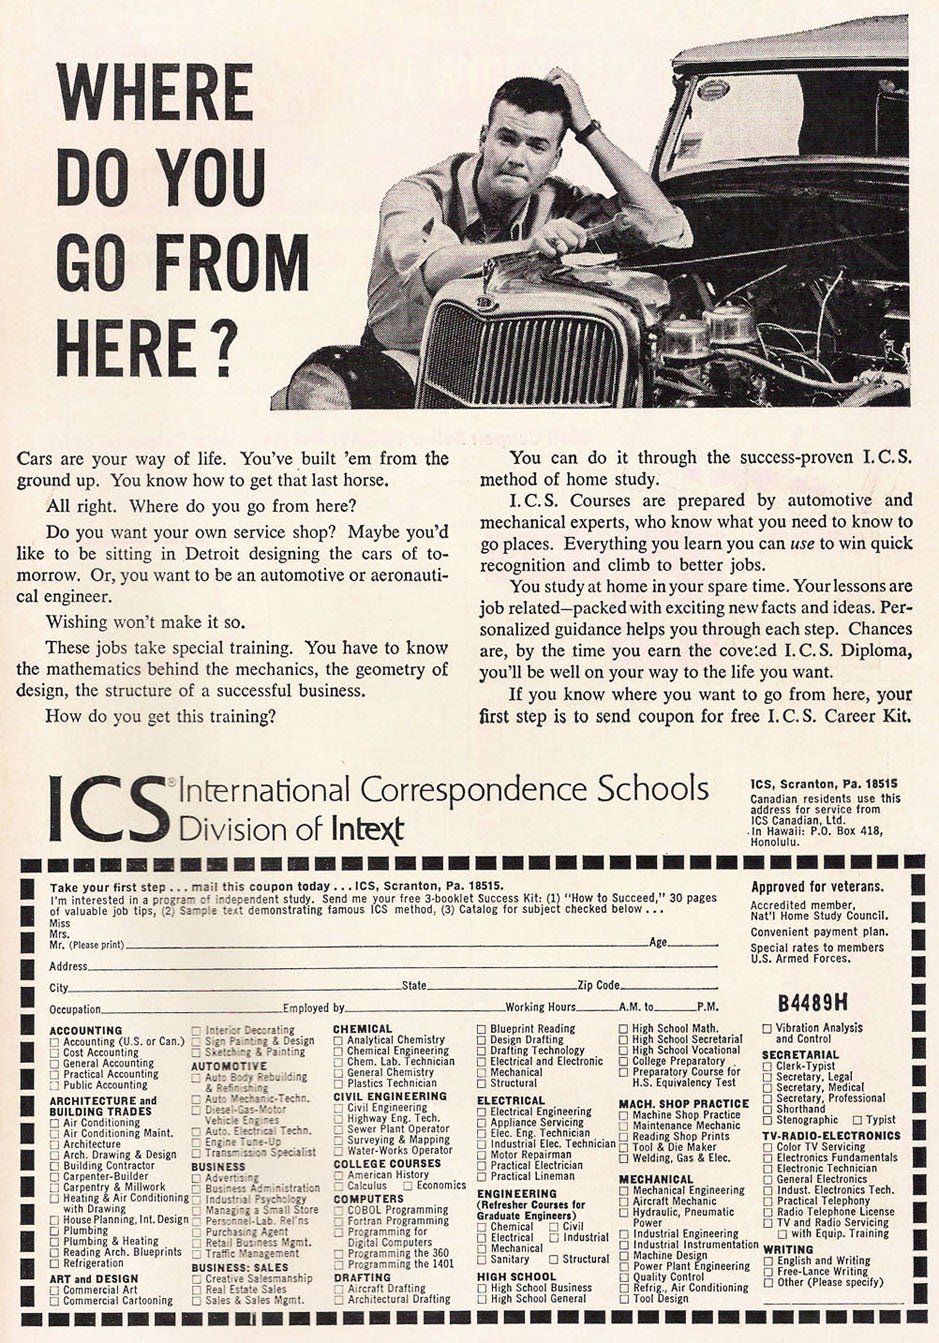 WHERE
DO YOU
GO FROM
HERE?
Cars are your way of life. You've built 'em from the
ground up. You know how to get that last horse.
All right. Where do you go from here?
Do you want your own service shop? Maybe you'd
like to be sitting in Detroit designing the cars of to-
morrow. Or, you want to be an automotive or aeronauti-
cal engineer.
Wishing won't make it so.
These jobs take special training. You have to know
the mathematics behind the mechanics, the geometry of
design, the structure of a successful business.
How do you get this training?
You can do it through the success-proven I.C.S.
method of home study.
I.C.S. Courses are prepared by automotive and
mechanical experts, who know what you need to know to
go places. Everything you learn you can use to win quick
recognition and climb to better jobs.
You study at home in your spare time. Your lessons are
job related—packed with exciting new facts and ideas. Per-
sonalized guidance helps you through each step. Chances
are, by the time you earn the coveted I.C.S. Diploma,
you'll be well on your way to the life you want.
If you know where you want to go from here, your
first step is to send coupon for free I.C.S. Career Kit.
ICS® International Correspondence Schools
Division of Intext
ICS, Scranton, Pa. 18515
Canadian residents use this
address for service from
ICS Canadian, Ltd.
In Hawaii: P.O. Box 418,
Honolulu.
Take your first step ... mail this coupon today ... ICS, Scranton, Pa. 18515.
I'm interested in a program of independent study. Send me your free 3-booklet Success Kit: (1) "How to Succeed," 30 pages
of valuable job tips, (2) Sample text demonstrating famous ICS method, (3) Catalog for subject checked below ...
Miss
Mrs.
Mr. (Please print) Age
Address
City State Zip Code
Occupation Employed by Working Hours A.M. to P.M.
Approved for veterans.
Accredited member,
Nat'l Home Study Council.
Convenient payment plan.
Special rates to members
U.S. Armed Forces.
B4489H
ACCOUNTING
Accounting (U.S. or Can.)
Cost Accounting
General Accounting
Practical Accounting
Public Accounting
ARCHITECTURE and
BUILDING TRADES
Air Conditioning
Air Conditioning Maint.
Architecture
Arch. Drawing & Design
Building Contractor
Carpenter-Builder
Carpentry & Millwork
Heating & Air Conditioning
with Drawing
House Planning, Int. Design
Plumbing
Plumbing & Heating
Reading Arch. Blueprints
Refrigeration
ART and DESIGN
Commercial Art
Commercial Cartooning
Interior Decorating
Sign Painting & Design
Sketching & Painting
AUTOMOTIVE
Auto Body Rebuilding
& Refinishing
Auto Mechanic-Techn.
Diesel-Gas-Motor
Vehicle Engines
Auto. Electrical Techn.
Engine Tune-Up
Transmission Specialist
BUSINESS
Advertising
Business Administration
Industrial Psychology
Managing a Small Store
Personnel-Lab. Rel'ns
Purchasing Agent
Retail Business Mgmt.
Traffic Management
BUSINESS: SALES
Creative Salesmanship
Real Estate Sales
Sales & Sales Mgmt.
CHEMICAL
Analytical Chemistry
Chemical Engineering
Chem. Lab. Technician
General Chemistry
Plastics Technician
CIVIL ENGINEERING
Civil Engineering
Highway Eng. Tech.
Sewer Plant Operator
Surveying & Mapping
Water-Works Operator
COLLEGE COURSES
American History
Calculus Economics
COMPUTERS
COBOL Programming
Fortran Programming
Programming for
Digital Computers
Programming the 360
Programming the 1401
DRAFTING
Aircraft Drafting
Architectural Drafting
Blueprint Reading
Design Drafting
Drafting Technology
Electrical and Electronic
Mechanical
Structural
ELECTRICAL
Electrical Engineering
Appliance Servicing
Elec. Eng. Technician
Industrial Elec. Technician
Motor Repairman
Practical Electrician
Practical Lineman
ENGINEERING
(Refresher Courses for
Graduate Engineers)
Chemical Civil
Electrical Industrial
Mechanical
Sanitary Structural
HIGH SCHOOL
High School Business
High School General
High School Math.
High School Secretarial
High School Vocational
College Preparatory
Preparatory Course for
H.S. Equivalency Test
MACH. SHOP PRACTICE
Machine Shop Practice
Maintenance Mechanic
Reading Shop Prints
Tool & Die Maker
Welding, Gas & Elec.
MECHANICAL
Mechanical Engineering
Aircraft Mechanic
Hydraulic, Pneumatic
Power
Industrial Engineering
Industrial Instrumentation
Machine Design
Power Plant Engineering
Quality Control
Refrig., Air Conditioning
Tool Design
Vibration Analysis
and Control
SECRETARIAL
Clerk-Typist
Secretary, Legal
Secretary, Medical
Secretary, Professional
Shorthand
Stenographic Typist
TV-RADIO-ELECTRONICS
Color TV Servicing
Electronics Fundamentals
Electronic Technician
General Electronics
Indust. Electronics Tech.
Practical Telephony
Radio Telephone License
TV and Radio Servicing
with Equip. Training
WRITING
English and Writing
Free-Lance Writing
Other (Please specify)